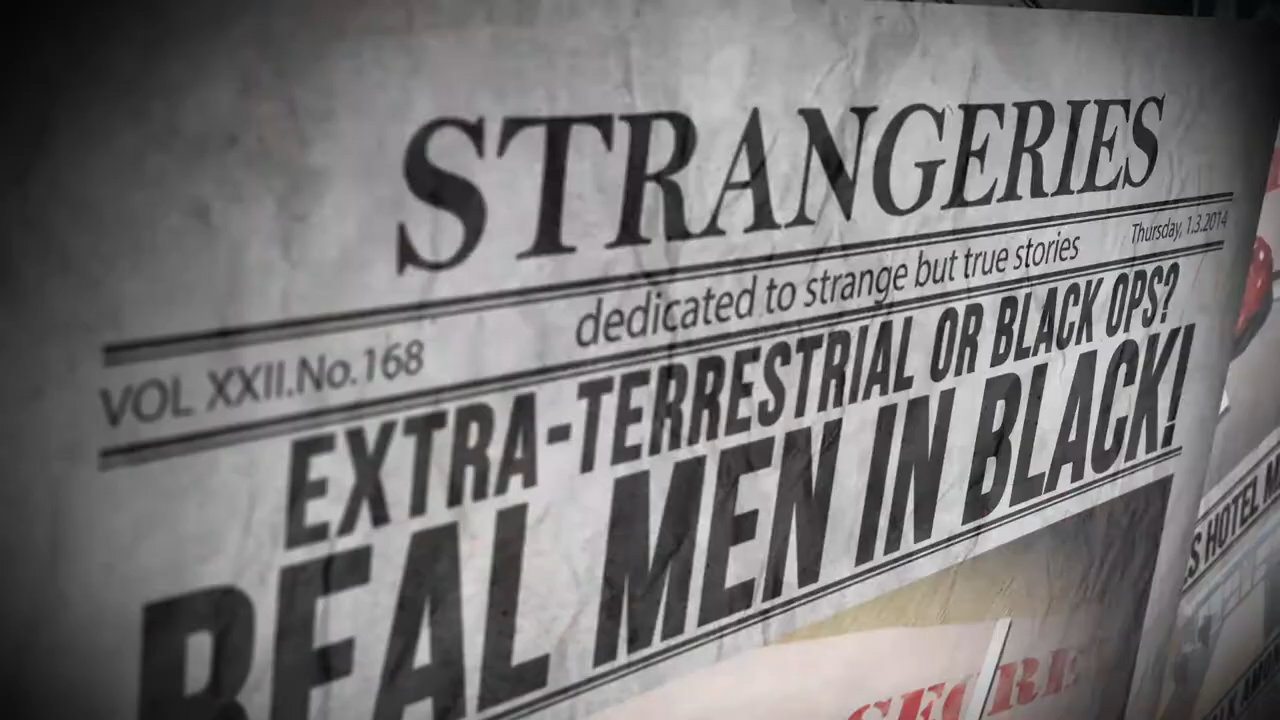 STRANGERIES
Thursday, 1.3.2014
dedicated to strange but true stories
VOL XXII.No.168
EXTRA-TERRESTRIAL OR BLACK OPS?
REAL MEN IN BLACK!
SECRE
S HOTEL